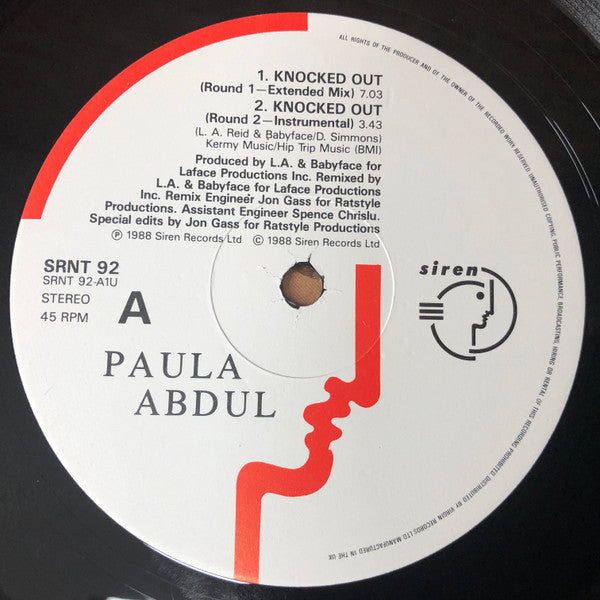 ALL RIGHTS OF THE PRODUCER AND OF THE OWNER OF THE RECORDED WORK RESERVED. UNAUTHORISED COPYING, PUBLIC PERFORMANCE, BROADCASTING, HIRING OR RENTAL OF THIS RECORDING PROHIBITED. DISTRIBUTED BY VIRGIN RECORDS LTD. MANUFACTURED IN THE UK
1. KNOCKED OUT
(Round 1—Extended Mix) 7.03
2. KNOCKED OUT
(Round 2—Instrumental) 3.43
(L. A. Reid & Babyface/D. Simmons)
Kermy Music/Hip Trip Music (BMI)
Produced by L.A. & Babyface for
Laface Productions Inc. Remixed by
L.A. & Babyface for Laface Productions
Inc. Remix Engineer Jon Gass for Ratstyle
Productions. Assistant Engineer Spence Chrislu.
Special edits by Jon Gass for Ratstyle Productions
℗ 1988 Siren Records Ltd © 1988 Siren Records Ltd
SRNT 92
SRNT 92-A1U
STEREO
45 RPM
A
siren
PAULA
ABDUL